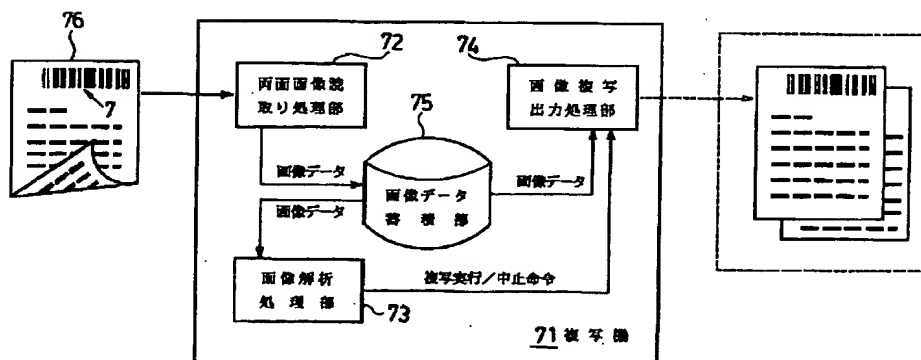 76
7
72
両面画像読
取り処理部
74
画像複写
出力処理部
75
画像データ
蓄積部
画像データ
画像データ
画像データ
画像解析
処理部
73
複写実行/中止命令
71 複写機